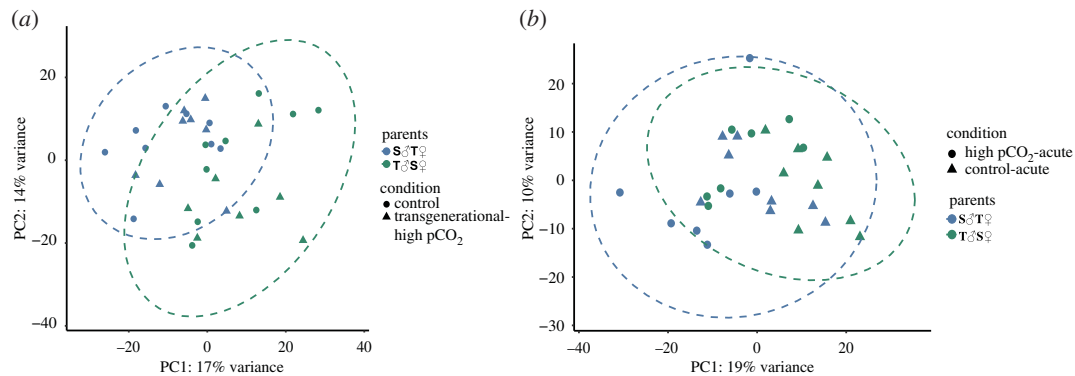 (a)
20
0
−20
−40
PC2: 14% variance
−20
0
20
40
PC1: 17% variance
parents
S♂T♀
T♂S♀
condition
control
transgenerational-
high pCO₂
(b)
20
10
0
−10
−20
−30
PC2: 10% variance
−40
−20
0
20
PC1: 19% variance
condition
high pCO₂-acute
control-acute
parents
S♂T♀
T♂S♀